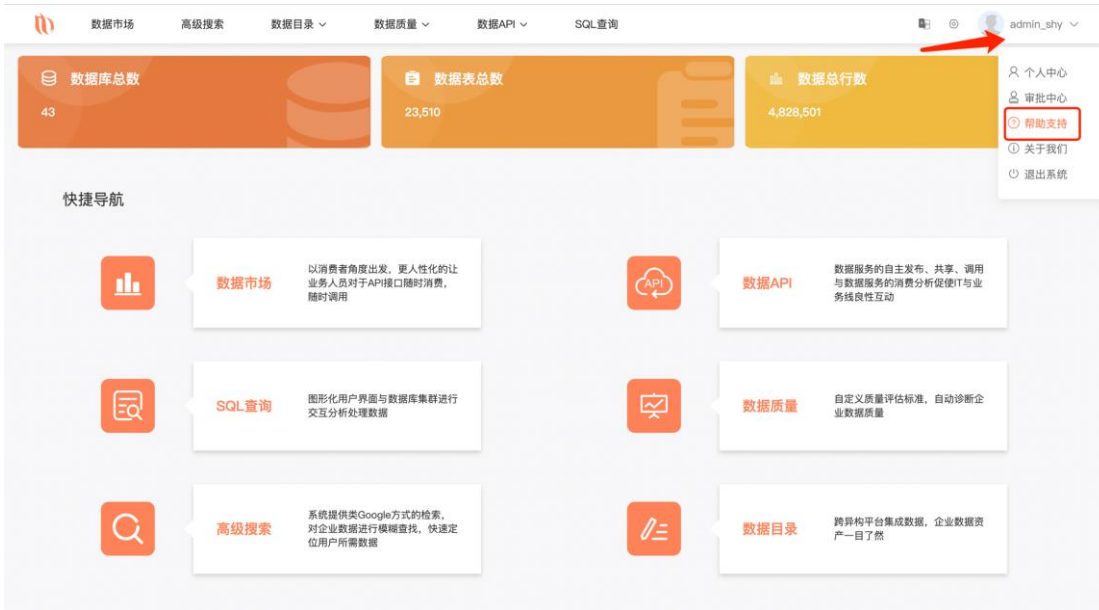 数据市场 高级搜索 数据目录 数据质量 数据API SQL查询 admin_shy
数据库总数
43
数据表总数
23,510
数据总行数
4,828,501
个人中心
审批中心
帮助支持
关于我们
退出系统
快捷导航
数据市场
以消费者角度出发，更人性化的让
业务人员对于API接口随时消费，
随时调用
API
数据API
数据服务的自主发布、共享、调用
与数据服务的消费分析促使IT与业
务线良性互动
SQL查询
图形化用户界面与数据库集群进行
交互分析处理数据
数据质量
自定义质量评估标准，自动诊断企
业数据质量
高级搜索
系统提供类Google方式的检索，
对企业数据进行模糊查找，快速定
位用户所需数据
数据目录
跨异构平台集成数据，企业数据资
产一目了然